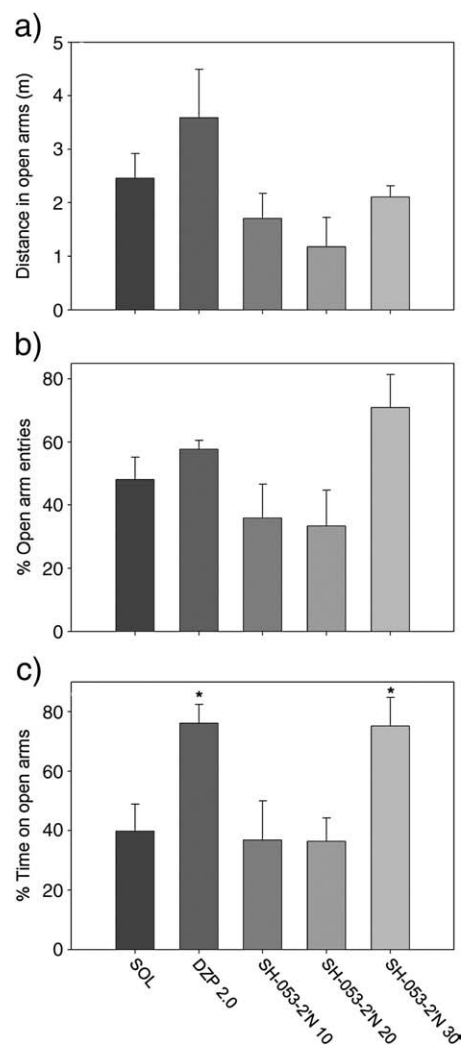 a)
5
4
3
2
1
0
Distance in open arms (m)
b)
80
60
40
20
0
% Open arm entries
c)
* *
80
60
40
20
0
% Time on open arms
SOL
DZP 2.0
SH-053-2'N 10
SH-053-2'N 20
SH-053-2'N 30